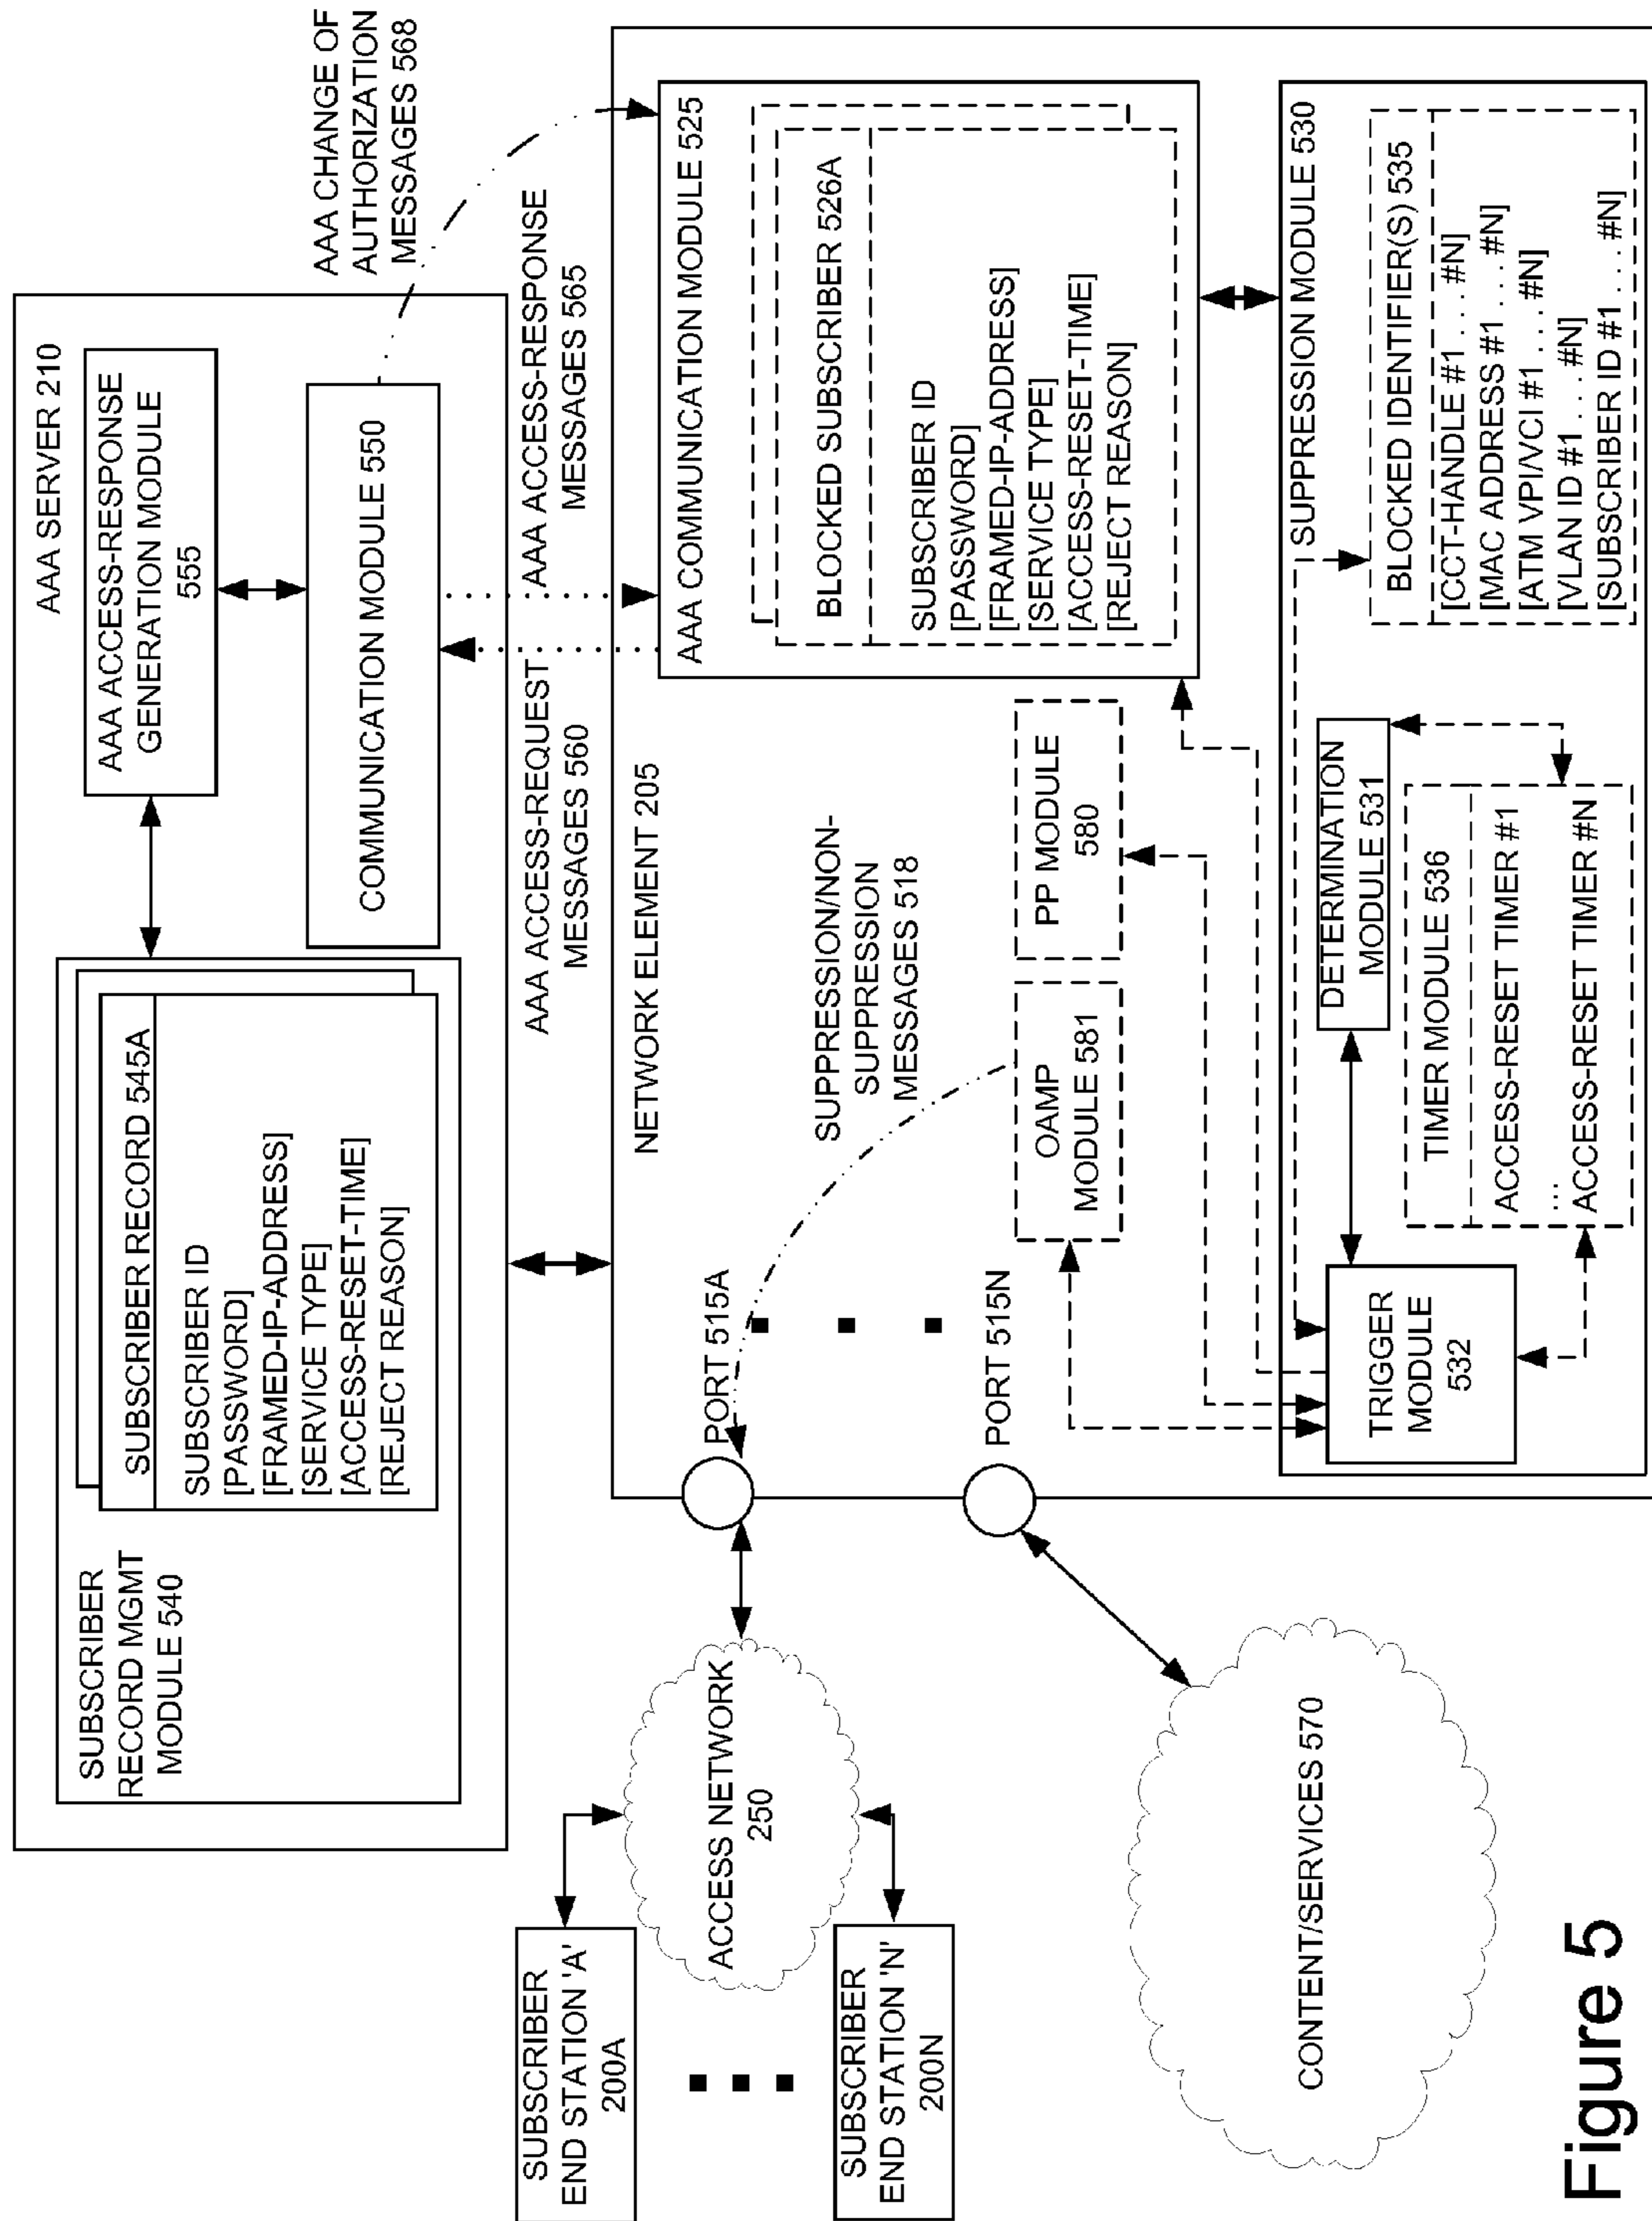 AAA SERVER 210
SUBSCRIBER
RECORD MGMT
MODULE 540
SUBSCRIBER RECORD 545A
SUBSCRIBER ID
[PASSWORD]
[FRAMED-IP-ADDRESS]
[SERVICE TYPE]
[ACCESS-RESET-TIME]
[REJECT REASON]
AAA ACCESS-RESPONSE
GENERATION MODULE
555
COMMUNICATION MODULE 550
AAA CHANGE OF
AUTHORIZATION
MESSAGES 568
AAA ACCESS-REQUEST
MESSAGES 560
AAA ACCESS-RESPONSE
MESSAGES 565
SUBSCRIBER
END STATION 'A'
200A
SUBSCRIBER
END STATION 'N'
200N
ACCESS NETWORK
250
CONTENT/SERVICES 570
NETWORK ELEMENT 205
PORT 515A
PORT 515N
SUPPRESSION/NON-
SUPPRESSION
MESSAGES 518
OAMP
MODULE 581
PP MODULE
580
AAA COMMUNICATION MODULE 525
BLOCKED SUBSCRIBER 526A
SUBSCRIBER ID
[PASSWORD]
[FRAMED-IP-ADDRESS]
[SERVICE TYPE]
[ACCESS-RESET-TIME]
[REJECT REASON]
SUPPRESSION MODULE 530
TRIGGER
MODULE
532
DETERMINATION
MODULE 531
TIMER MODULE 536
ACCESS-RESET TIMER #1
...
ACCESS-RESET TIMER #N
BLOCKED IDENTIFIER(S) 535
[CCT-HANDLE #1 . . . #N]
[MAC ADDRESS #1 . . . #N]
[ATM VPI/VCI #1 . . . #N]
[VLAN ID #1 . . . #N]
[SUBSCRIBER ID #1 . . . #N]
Figure 5